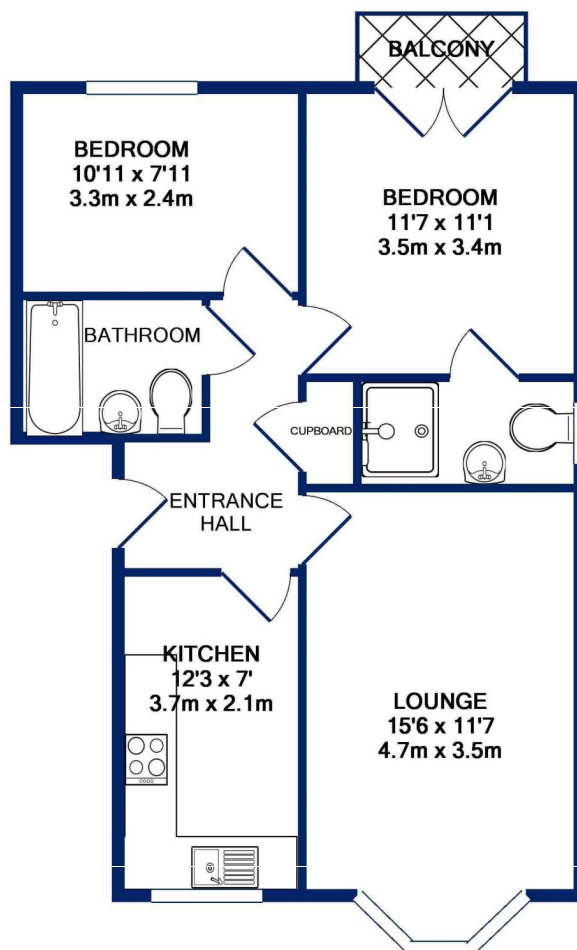 BALCONY
BEDROOM
10'11 x 7'11
3.3m x 2.4m
BEDROOM
11'7 x 11'1
3.5m x 3.4m
BATHROOM
CUPBOARD
ENTRANCE
HALL
KITCHEN
12'3 x 7'
3.7m x 2.1m
LOUNGE
15'6 x 11'7
4.7m x 3.5m